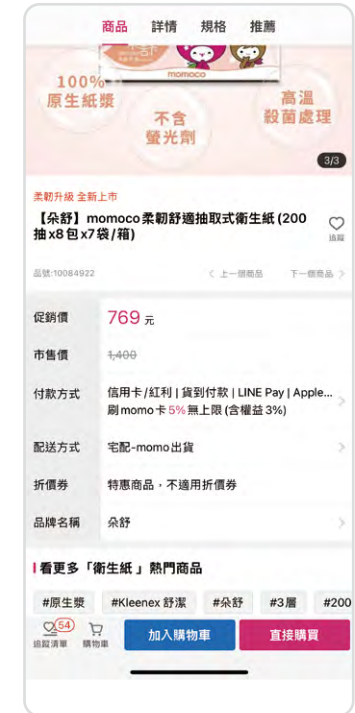 商品 詳情 規格 推薦
momoco
100%
原生紙漿
不含
螢光劑
高溫
殺菌處理
3/3
柔韌升級 全新上市
【朵舒】momoco柔韌舒適抽取式衛生紙(200
抽x8包x7袋/箱)
追蹤
品號:10084922
〈 上一個商品 下一個商品 〉
促銷價 769 元
市售價 1,400
付款方式 信用卡/紅利 | 貨到付款 | LINE Pay | Apple...
刷momo卡5%無上限(含權益3%)
配送方式 宅配-momo出貨
折價券 特惠商品,不適用折價券
品牌名稱 朵舒
看更多「衛生紙」熱門商品
#原生漿 #Kleenex 舒潔 #朵舒 #3層 #200
54
追蹤清單 購物車 加入購物車 直接購買